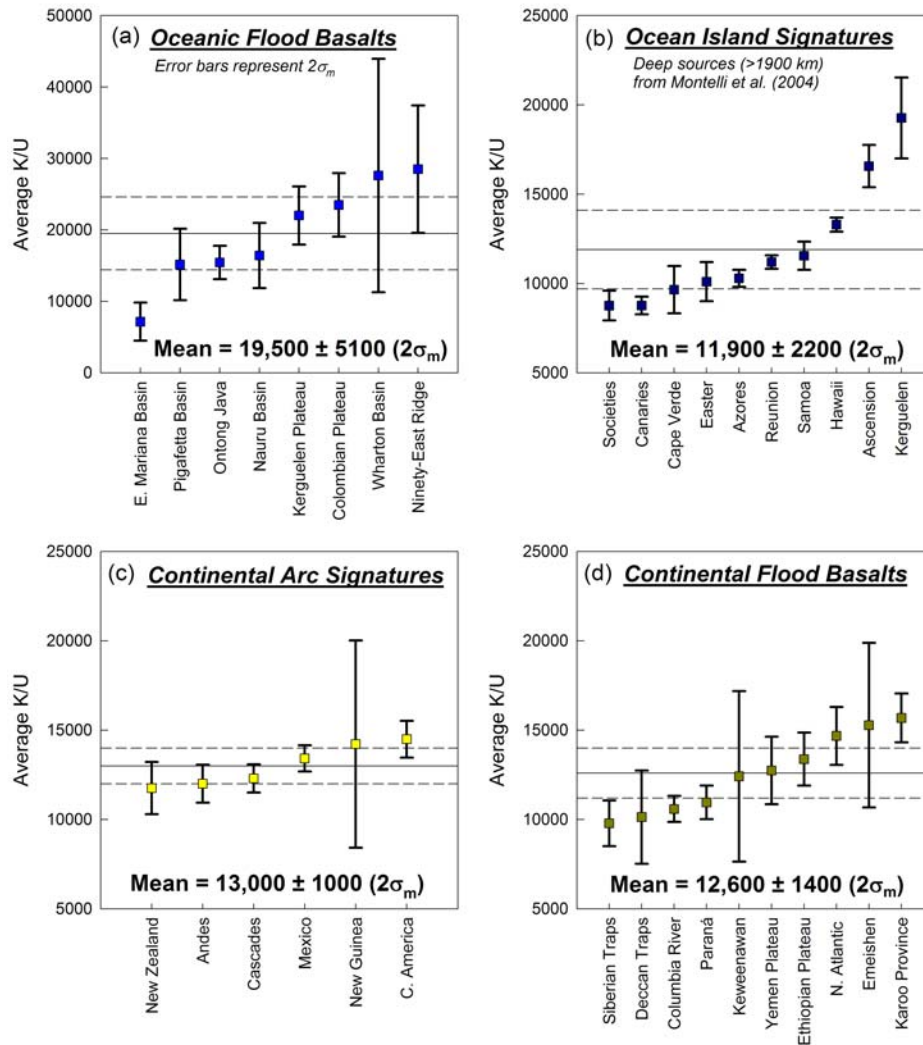 (a) Oceanic Flood Basalts
Error bars represent 2σm
Average K/U
50000
40000
30000
20000
10000
0
Mean = 19,500 ± 5100 (2σm)
E. Mariana Basin
Pigafetta Basin
Ontong Java
Nauru Basin
Kerguelen Plateau
Colombian Plateau
Wharton Basin
Ninety-East Ridge
(b) Ocean Island Signatures
Deep sources (>1900 km)
from Montelli et al. (2004)
Average K/U
25000
20000
15000
10000
5000
Mean = 11,900 ± 2200 (2σm)
Societies
Canaries
Cape Verde
Easter
Azores
Reunion
Samoa
Hawaii
Ascension
Kerguelen
(c) Continental Arc Signatures
Average K/U
25000
20000
15000
10000
5000
Mean = 13,000 ± 1000 (2σm)
New Zealand
Andes
Cascades
Mexico
New Guinea
C. America
(d) Continental Flood Basalts
Average K/U
25000
20000
15000
10000
5000
Mean = 12,600 ± 1400 (2σm)
Siberian Traps
Deccan Traps
Columbia River
Paraná
Keweenawan
Yemen Plateau
Ethiopian Plateau
N. Atlantic
Emeishen
Karoo Province